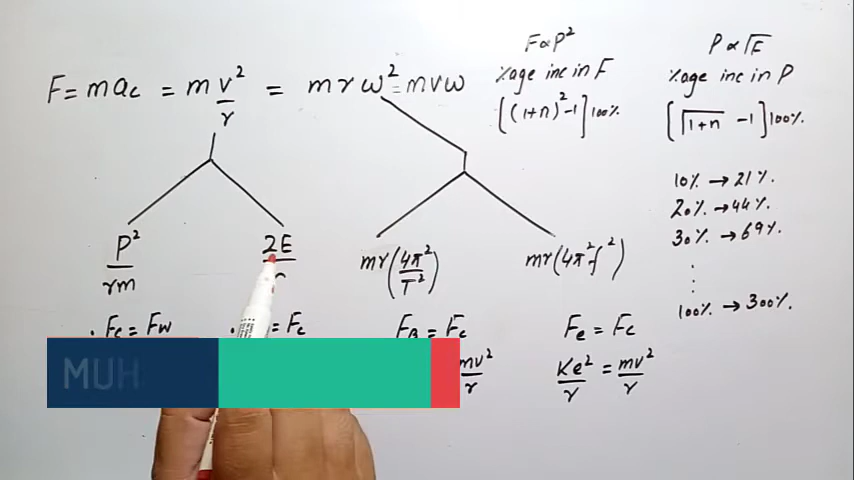 F = mac = m v²/r = mrω² = mvω
F∝P²
%age inc in F
[(1+n)²-1]100%
P∝√E
%age inc in P
[√1+n -1]100%
10% → 21%.
20% → 44%.
30% → 69%.
⋮
100% → 300%.
P²/rm
2E
mr(4π²/T²)
mr(4π²f²)
. Fc = FW
. = Fc
FB = Fc
mv²/r
Fe = Fc
Ke²/r = mv²/r
MUH